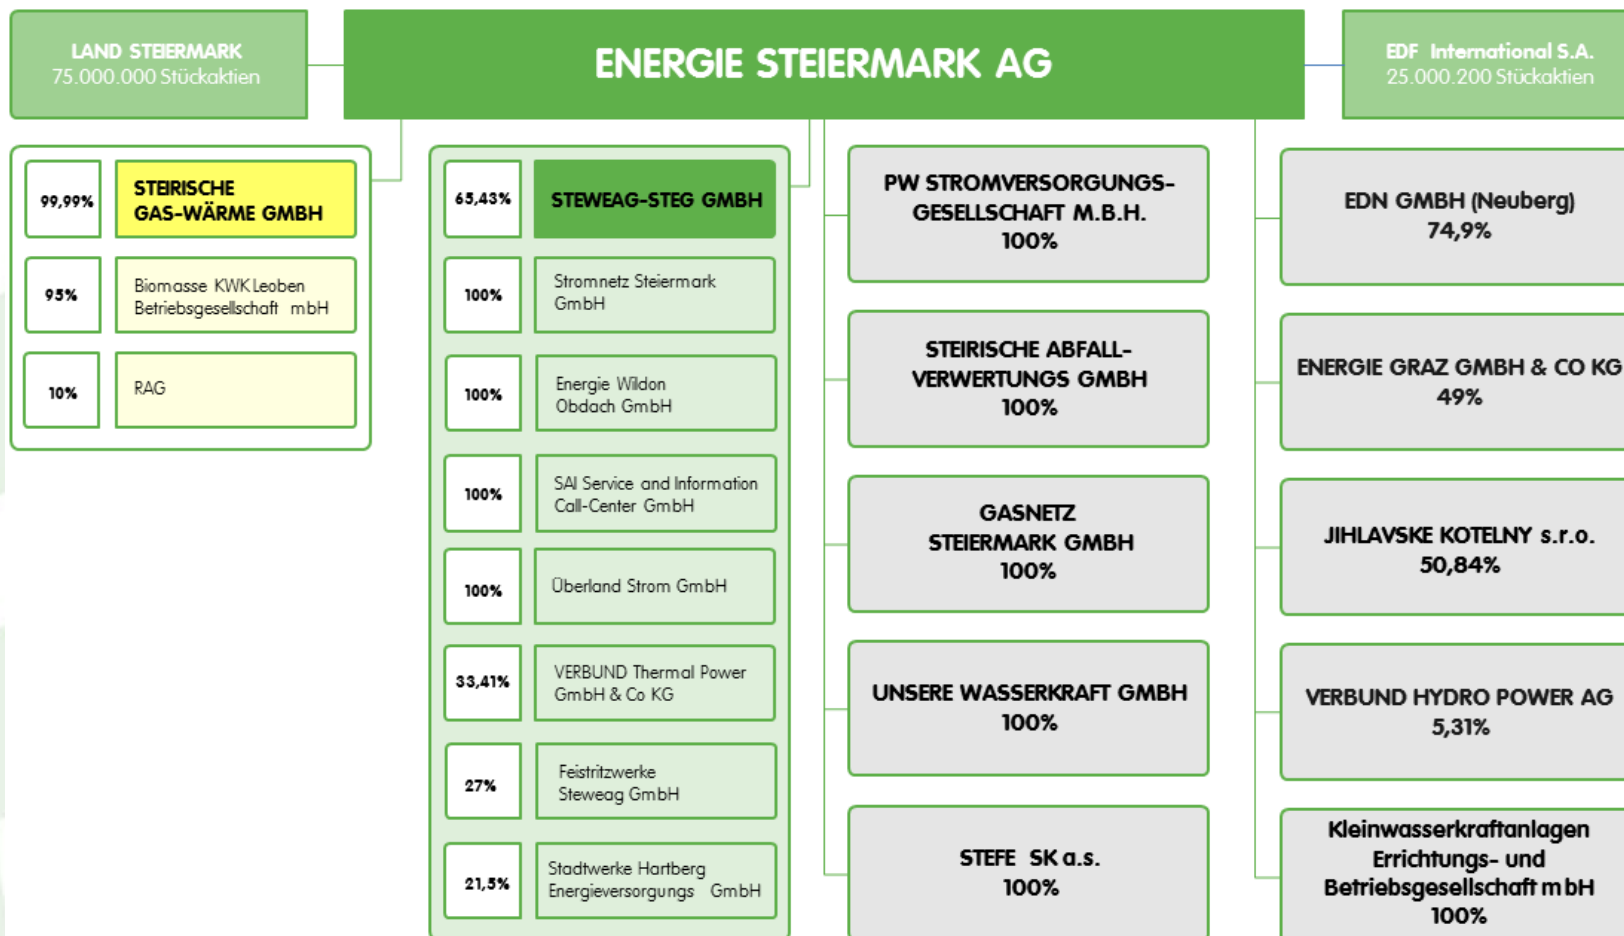 LAND STEIERMARK
75.000.000 Stückaktien
ENERGIE STEIERMARK AG
EDF International S.A.
25.000.200 Stückaktien
99,99%
STEIRISCHE
GAS-WÄRME GMBH
95%
Biomasse KWK Leoben
Betriebsgesellschaft mbH
10%
RAG
65,43%
STEWEAG-STEG GMBH
100%
Stromnetz Steiermark
GmbH
100%
Energie Wildon
Obdach GmbH
100%
SAI Service and Information
Call-Center GmbH
100%
Überland Strom GmbH
33,41%
VERBUND Thermal Power
GmbH & Co KG
27%
Feistritzwerke
Steweag GmbH
21,5%
Stadtwerke Hartberg
Energieversorgungs GmbH
PW STROMVERSORGUNGS-
GESELLSCHAFT M.B.H.
100%
STEIRISCHE ABFALL-
VERWERTUNGS GMBH
100%
GASNETZ
STEIERMARK GMBH
100%
UNSERE WASSERKRAFT GMBH
100%
STEFE SK a.s.
100%
EDN GMBH (Neuberg)
74,9%
ENERGIE GRAZ GMBH & CO KG
49%
JIHLAVSKE KOTELNY s.r.o.
50,84%
VERBUND HYDRO POWER AG
5,31%
Kleinwasserkraftanlagen
Errichtungs- und
Betriebsgesellschaft mbH
100%